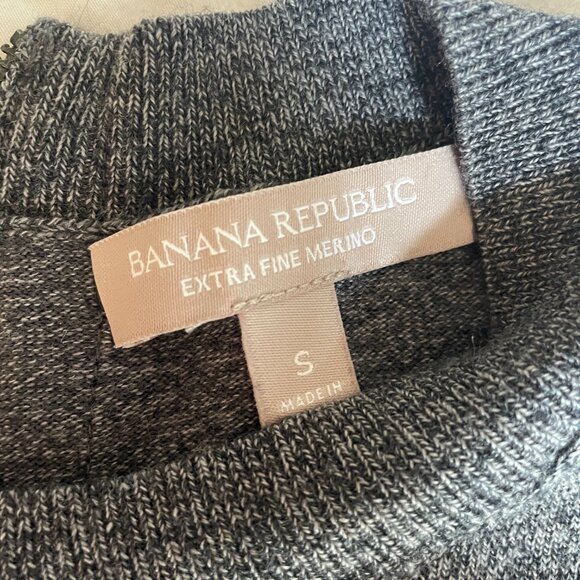 BANANA REPUBLIC
EXTRA FINE MERINO
S
MADE IN